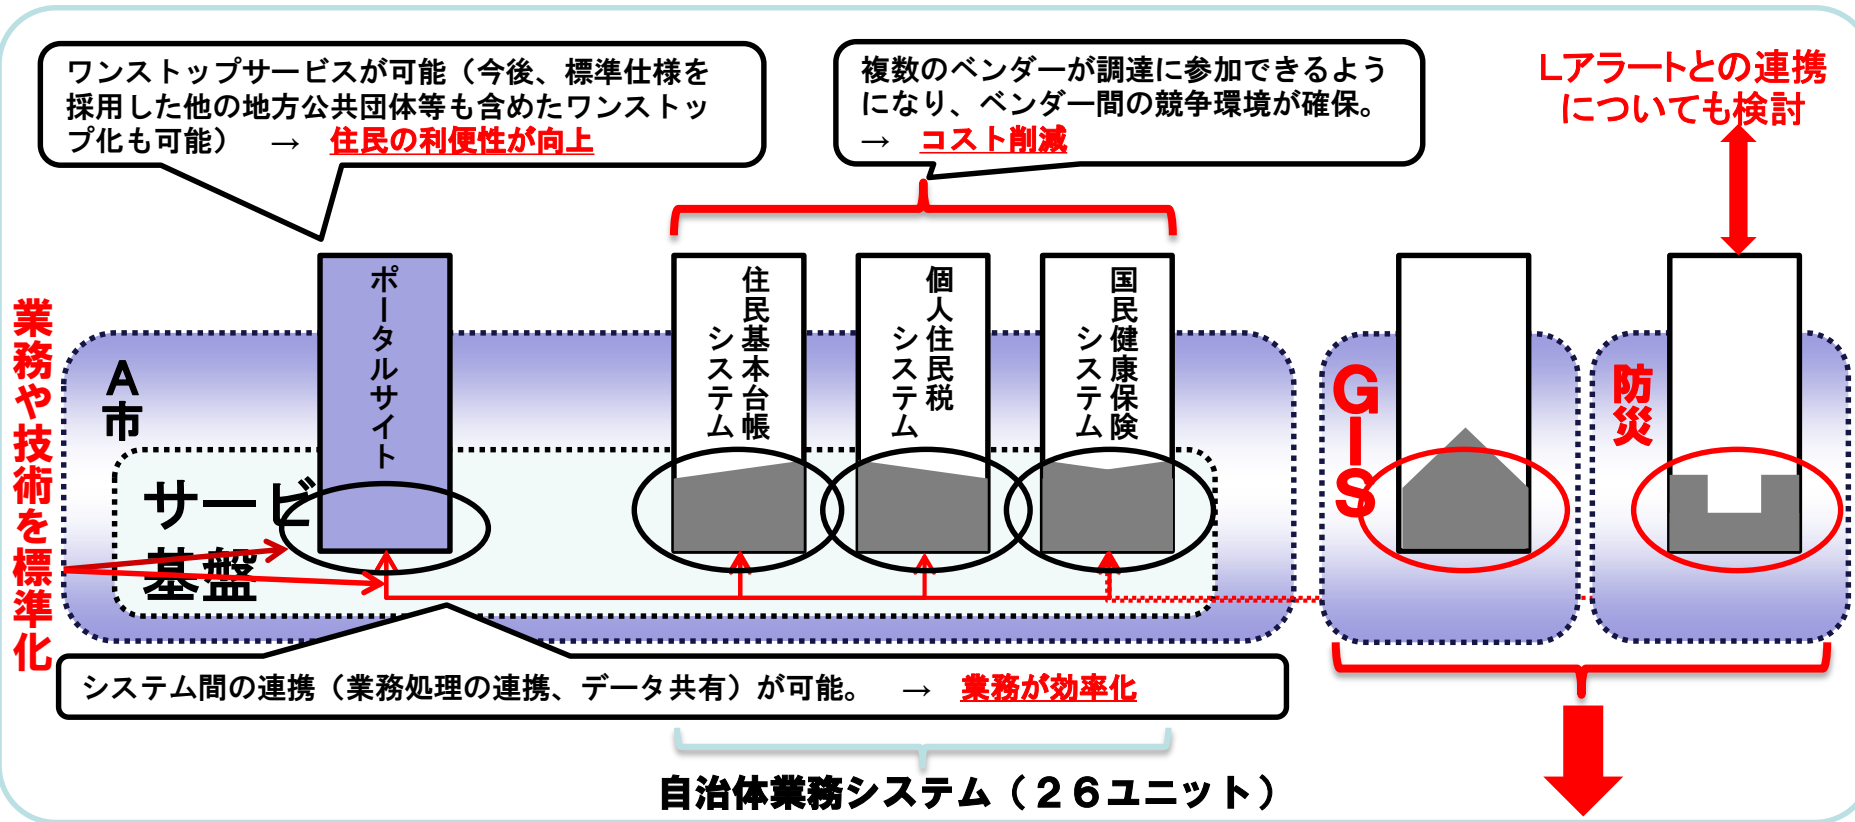 ワンストップサービスが可能（今後、標準仕様を
採用した他の地方公共団体等も含めたワンストッ
プ化も可能）　→　住民の利便性が向上
複数のベンダーが調達に参加できるよう
になり、ベンダー間の競争環境が確保。
→　コスト削減
Lアラートとの連携
についても検討
業務や技術を標準化
A市
ポータルサイト
住民基本台帳
システム
個人住民税
システム
国民健康保険
システム
GIS
防災
サービ
基盤
システム間の連携（業務処理の連携、データ共有）が可能。　→　業務が効率化
自治体業務システム（２６ユニット）